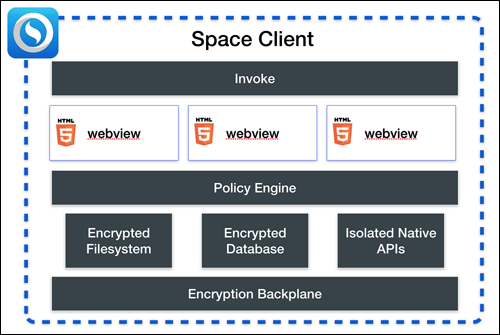 Space Client
Invoke
HTML
5
webview
HTML
5
webview
HTML
5
webview
Policy Engine
Encrypted
Filesystem
Encrypted
Database
Isolated Native
APIs
Encryption Backplane